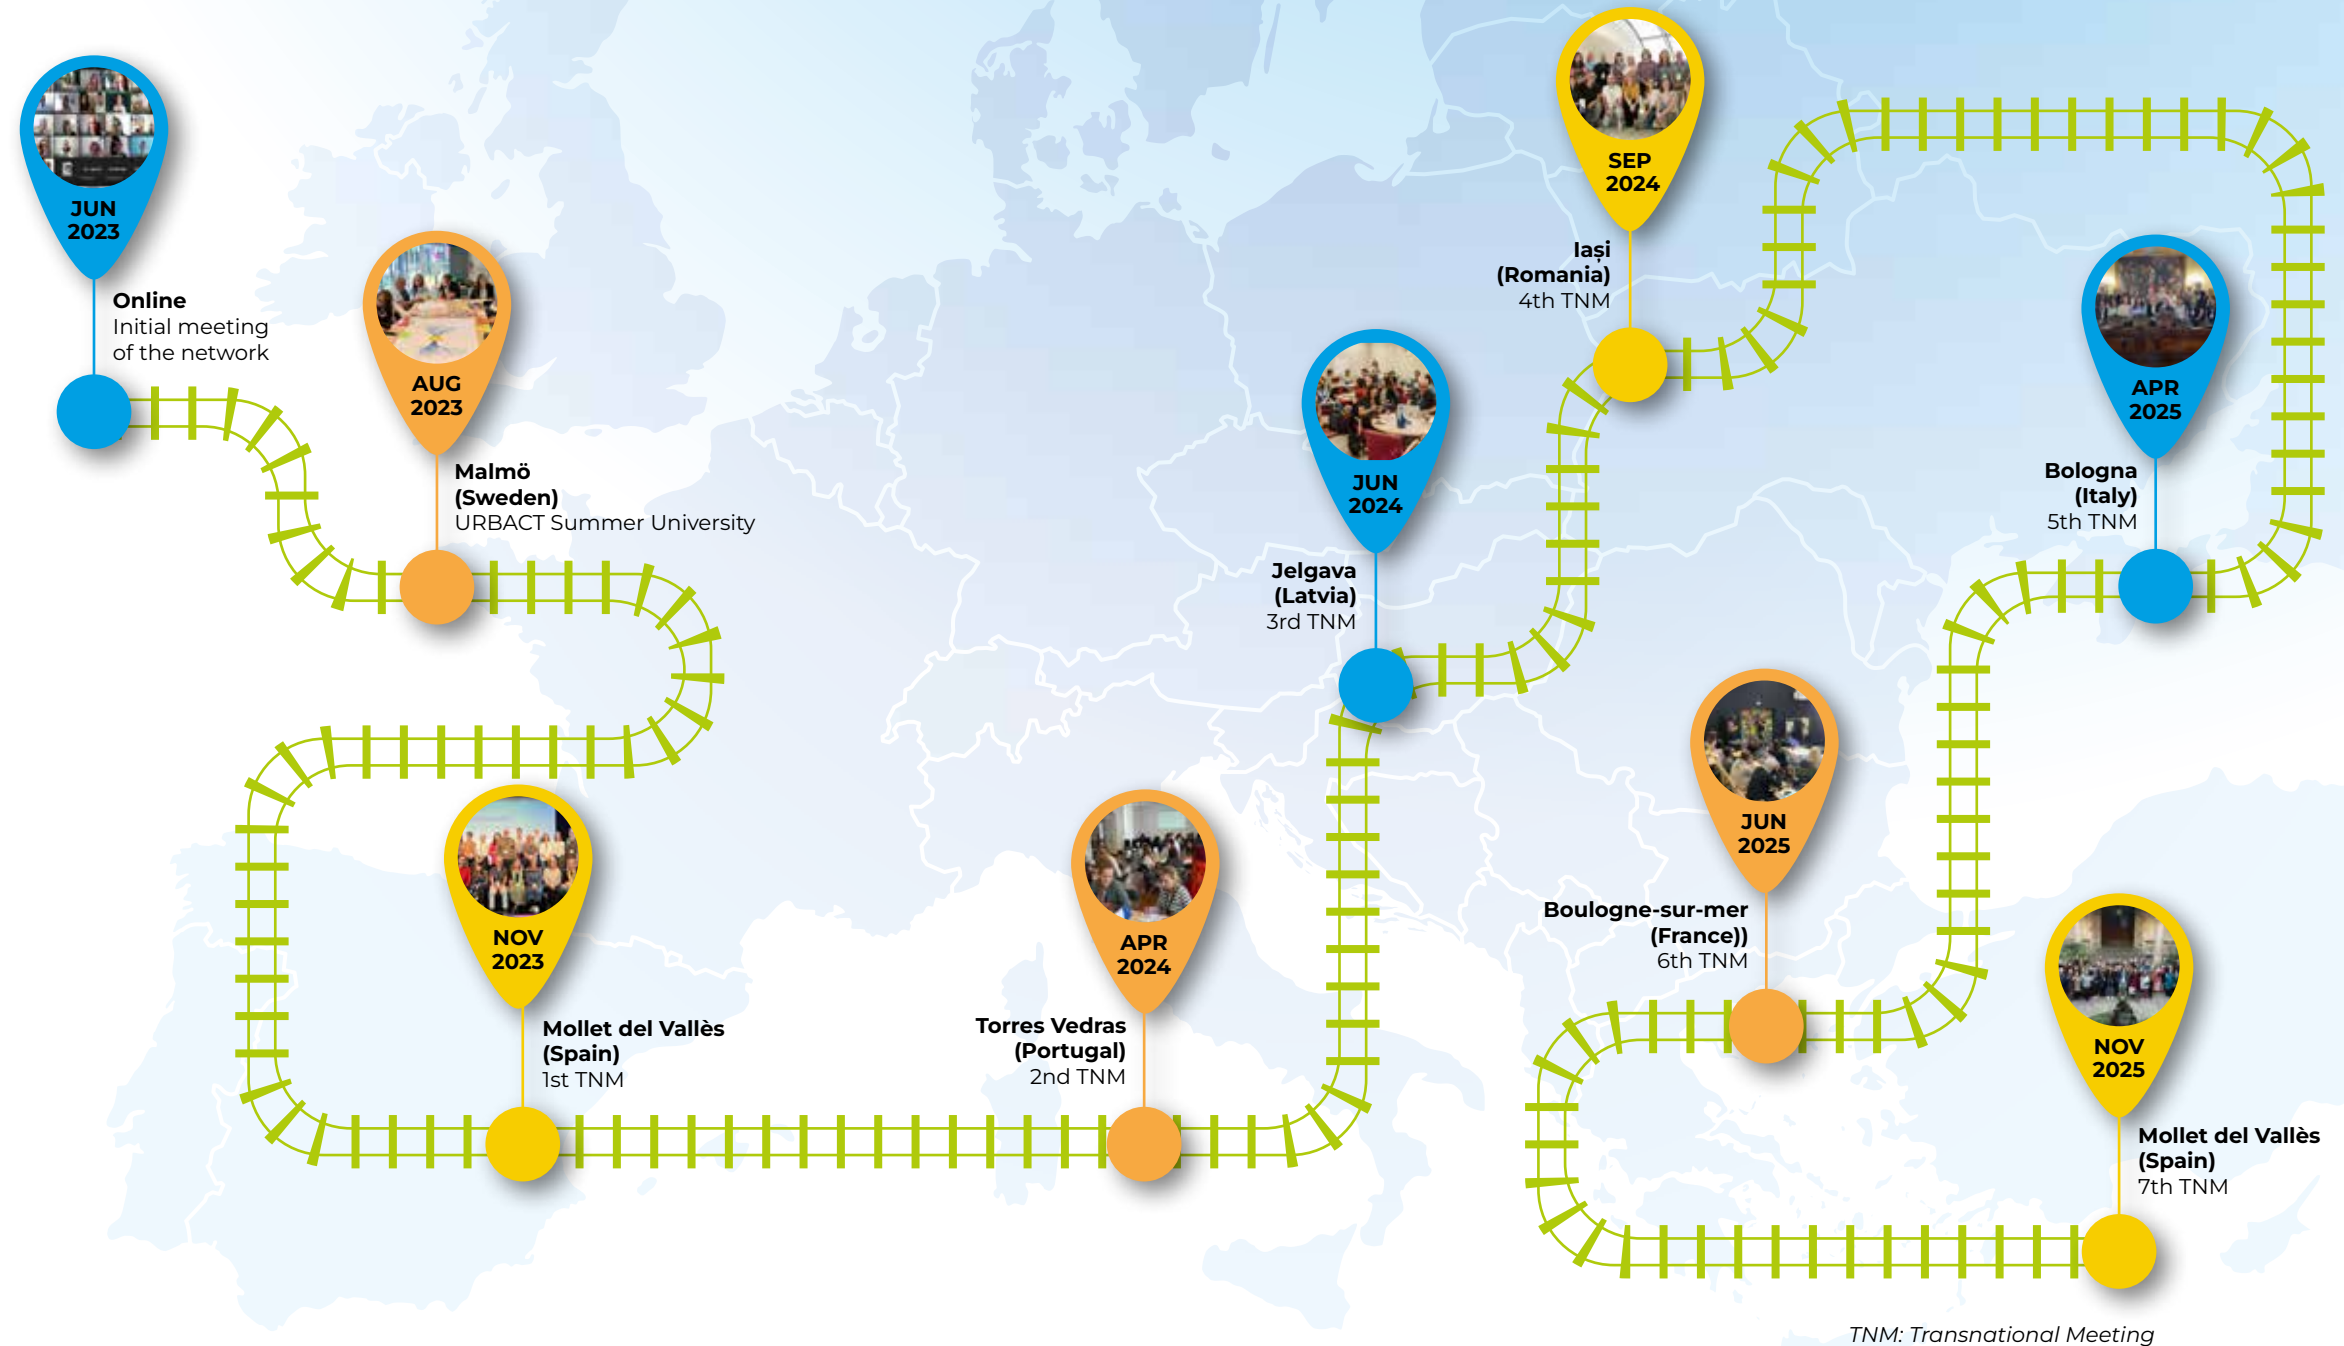 JUN
2023
Online
Initial meeting
of the network
AUG
2023
Malmö
(Sweden)
URBACT Summer University
NOV
2023
Mollet del Vallès
(Spain)
1st TNM
APR
2024
Torres Vedras
(Portugal)
2nd TNM
JUN
2024
Jelgava
(Latvia)
3rd TNM
SEP
2024
Iași
(Romania)
4th TNM
APR
2025
Bologna
(Italy)
5th TNM
JUN
2025
Boulogne-sur-mer
(France))
6th TNM
NOV
2025
Mollet del Vallès
(Spain)
7th TNM
TNM: Transnational Meeting